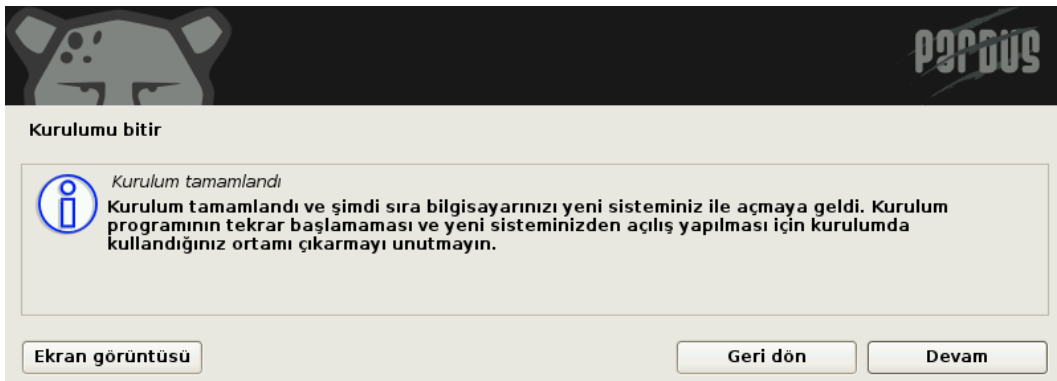 PARDUS
Kurulumu bitir
Kurulum tamamlandı
Kurulum tamamlandı ve şimdi sıra bilgisayarınızı yeni sisteminiz ile açmaya geldi. Kurulum
programının tekrar başlamaması ve yeni sisteminizden açılış yapılması için kurulumda
kullandığınız ortamı çıkarmayı unutmayın.
Ekran görüntüsü
Geri dön
Devam